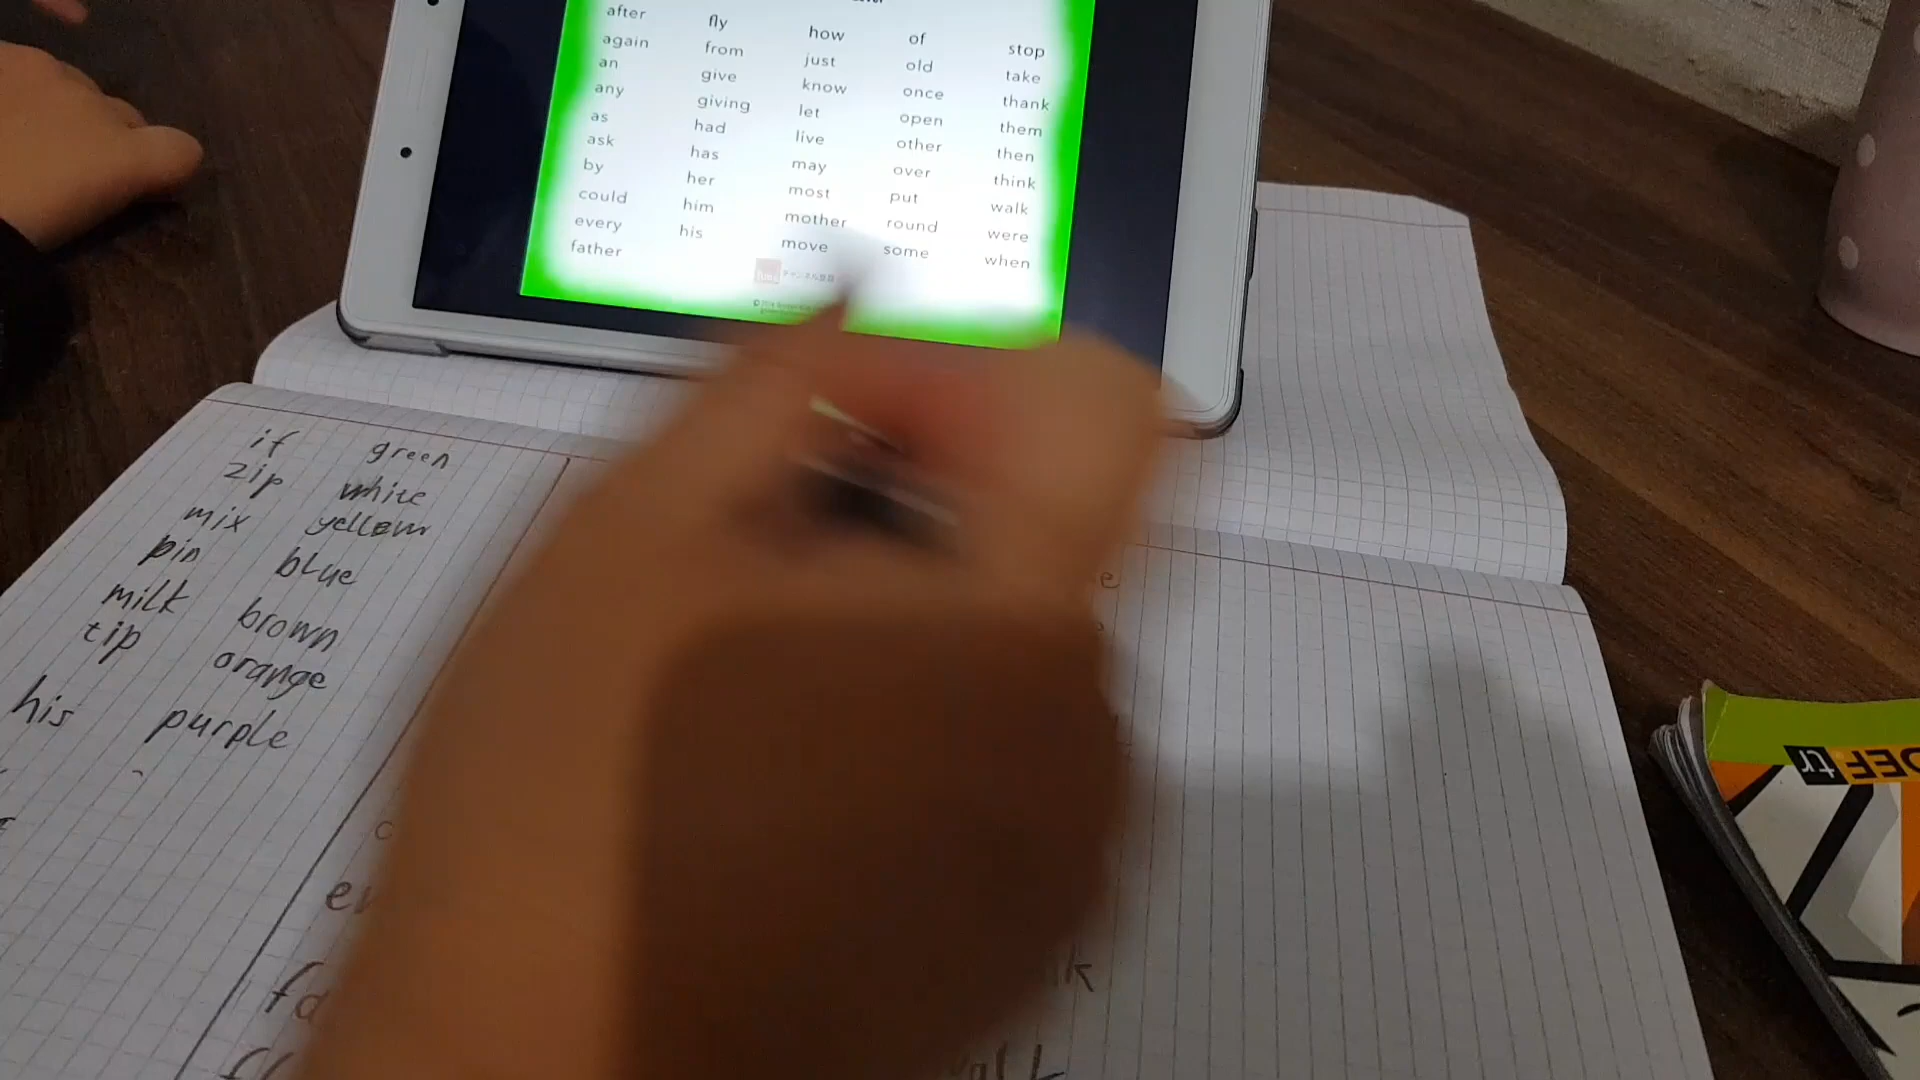 after fly how of stop
again from just old take
an give know once thank
any giving let open them
as had live other then
ask has may over think
by her most put walk
could him mother round were
every his move some when
father
if green
zip white
mix yellow
pin blue
milk brown
tip orange
his purple
DEF tr